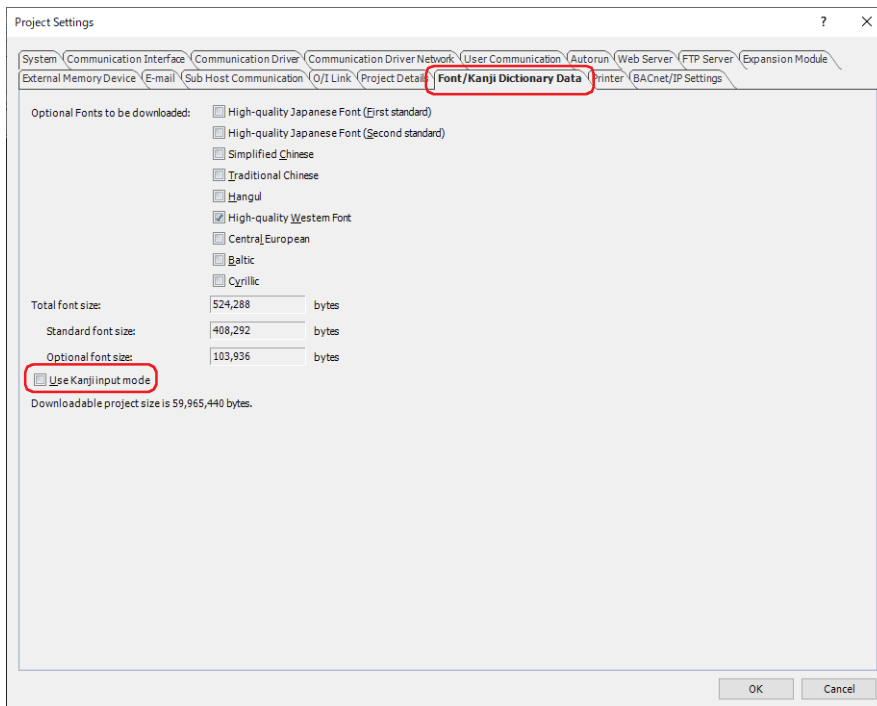 Project Settings ? ×
System Communication Interface Communication Driver Communication Driver Network User Communication Autorun Web Server FTP Server Expansion Module
External Memory Device E-mail Sub Host Communication O/I Link Project Details Font/Kanji Dictionary Data Printer BACnet/IP Settings
Optional Fonts to be downloaded: High-quality Japanese Font (First standard)
High-quality Japanese Font (Second standard)
Simplified Chinese
Traditional Chinese
Hangul
High-quality Western Font
Central European
Baltic
Cyrillic
Total font size: 524,288 bytes
Standard font size: 408,292 bytes
Optional font size: 103,936 bytes
Use Kanji input mode
Downloadable project size is 59,965,440 bytes.
OK Cancel